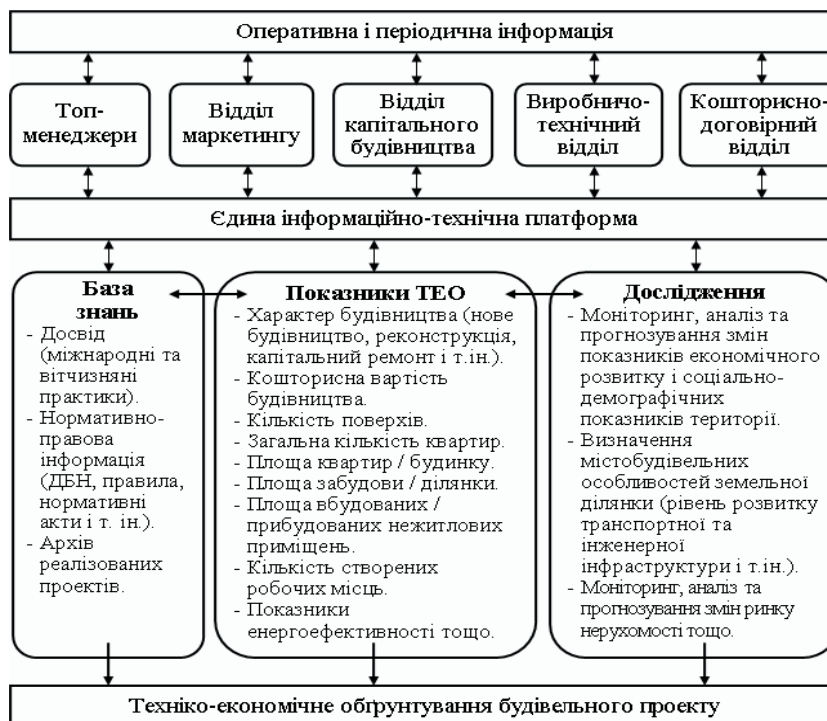 Оперативна і періодична інформація
Топ-
менеджери
Відділ
маркетингу
Відділ
капітального
будівництва
Виробничо-
технічний
відділ
Кошторисно-
договірний
відділ
Єдина інформаційно-технічна платформа
База
знань
- Досвід
(міжнародні та
вітчизняні
практики).
- Нормативно-
правова
інформація
(ДБН, правила,
нормативні
акти і т. ін.).
- Архів
реалізованих
проектів.
Показники ТЕО
- Характер будівництва (нове
будівництво, реконструкція,
капітальний ремонт і т.ін.).
- Кошторисна вартість
будівництва.
- Кількість поверхів.
- Загальна кількість квартир.
- Площа квартир / будинку.
- Площа забудови / ділянки.
- Площа вбудованих /
прибудованих нежитлових
приміщень.
- Кількість створених
робочих місць.
- Показники
енергоефективності тощо.
Дослідження
- Моніторинг, аналіз та
прогнозування змін
показників економічного
розвитку і соціально-
демографічних
показників території.
- Визначення
містобудівельних
особливостей земельної
ділянки (рівень розвитку
транспортної та
інженерної
інфраструктури і т.ін.).
- Моніторинг, аналіз та
прогнозування змін ринку
нерухомості тощо.
Техніко-економічне обґрунтування будівельного проекту